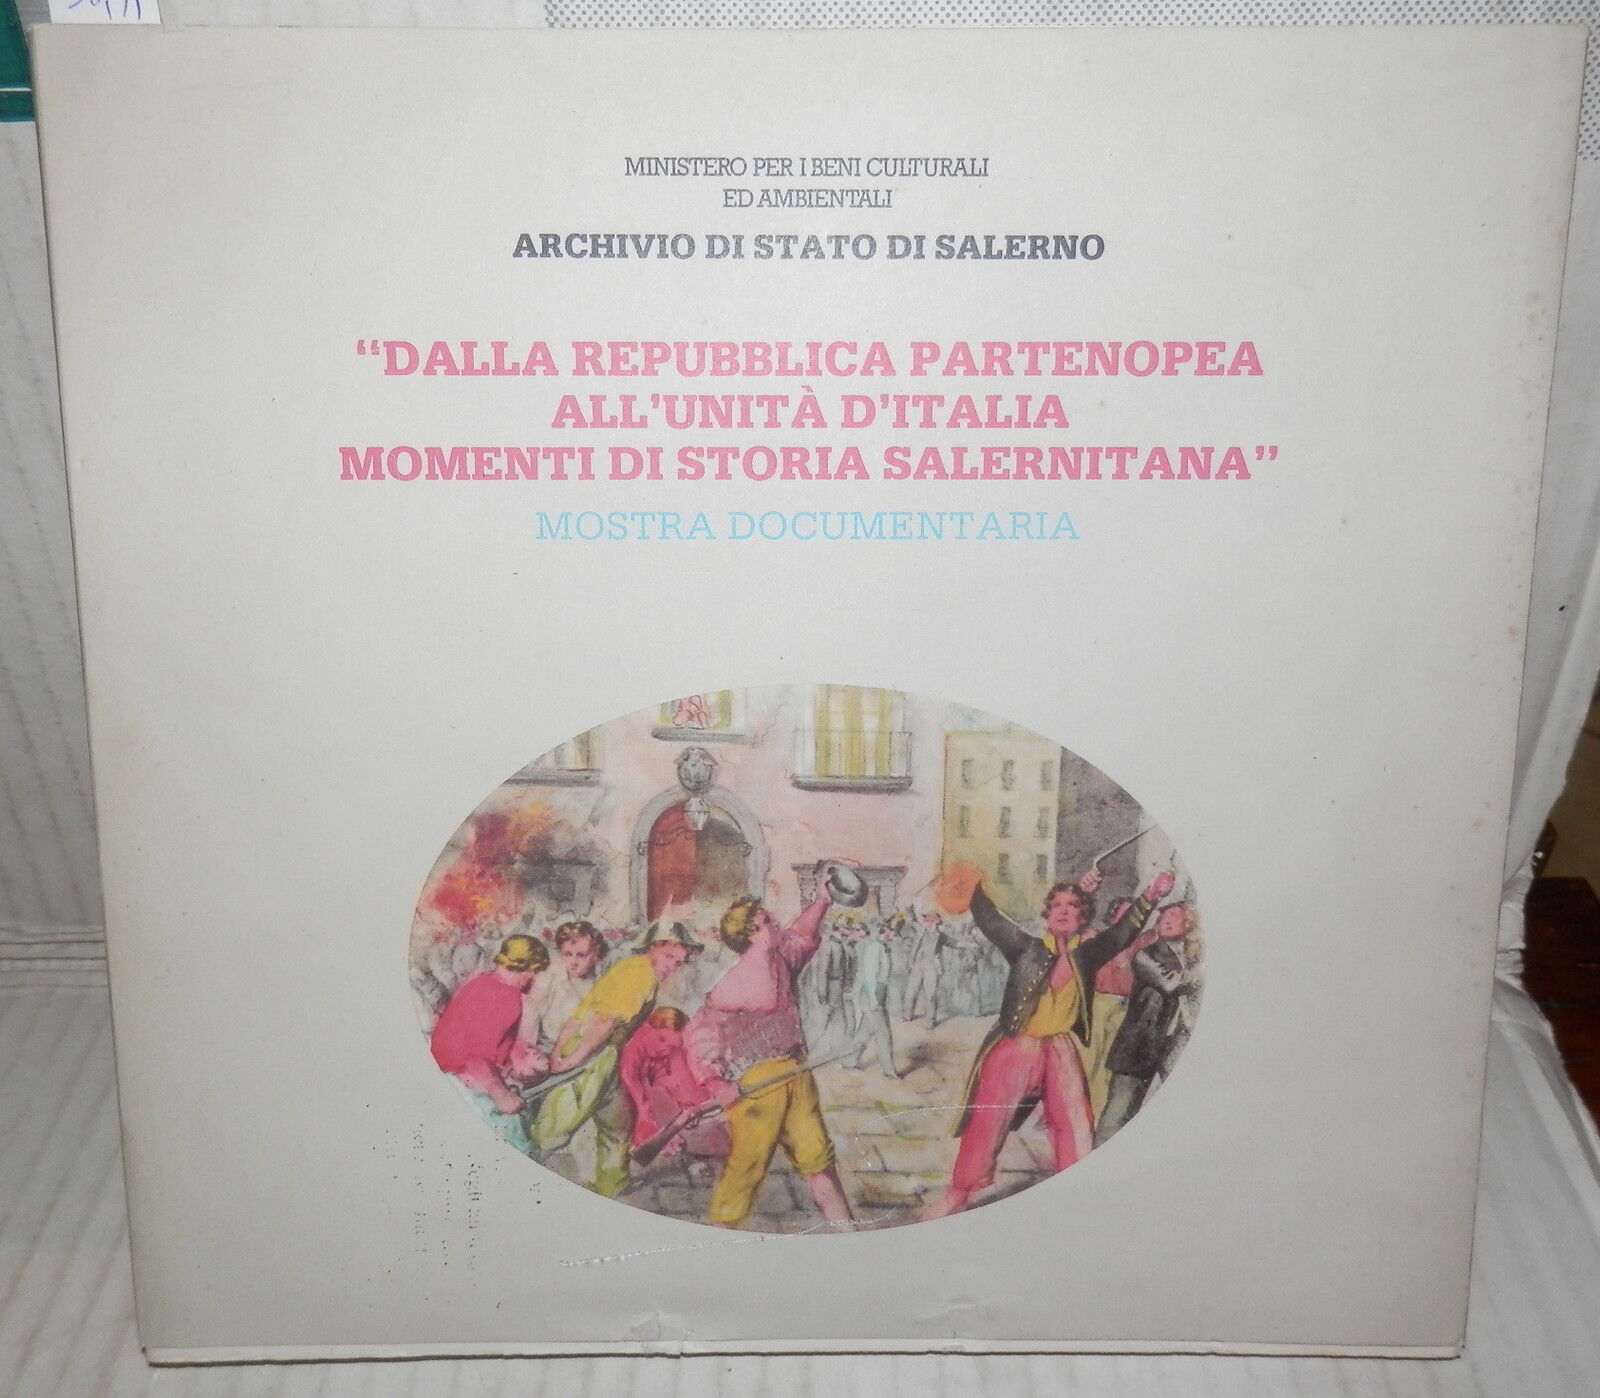 MINISTERO PER I BENI CULTURALI
ED AMBIENTALI
ARCHIVIO DI STATO DI SALERNO
“DALLA REPUBBLICA PARTENOPEA
ALL’UNITÀ D’ITALIA
MOMENTI DI STORIA SALERNITANA”
MOSTRA DOCUMENTARIA